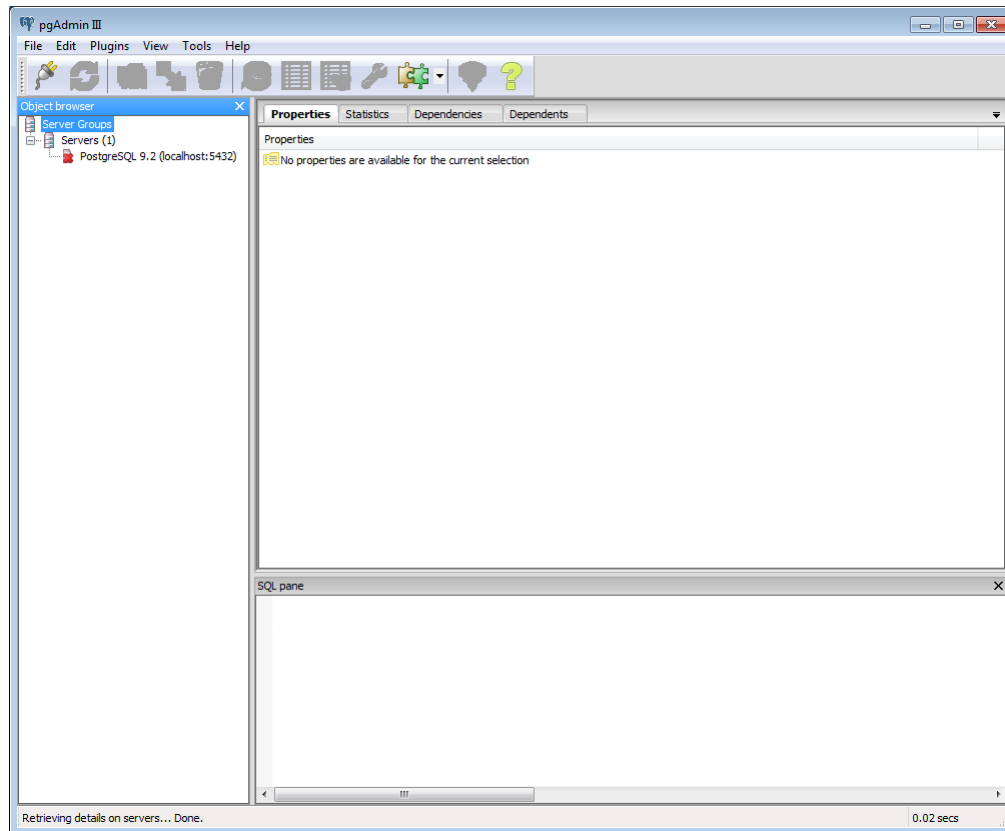 pgAdmin III
File Edit Plugins View Tools Help
Object browser
Server Groups
Servers (1)
PostgreSQL 9.2 (localhost:5432)
Properties Statistics Dependencies Dependents
Properties
No properties are available for the current selection
SQL pane
Retrieving details on servers... Done.
0.02 secs